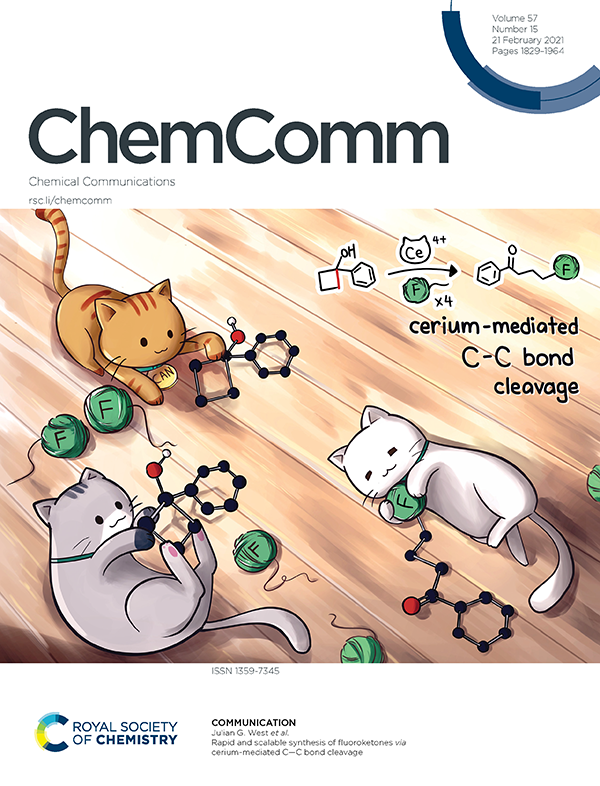 Volume 57
Number 15
21 February 2021
Pages 1829–1964
ChemComm
Chemical Communications
rsc.li/chemcomm
OH
Ce 4+
F x4
O
F
cerium-mediated
C-C bond
cleavage
CAN
F
F
F
F
ISSN 1359-7345
ROYAL SOCIETY
OF CHEMISTRY
COMMUNICATION
Julian G. West et al.
Rapid and scalable synthesis of fluoroketones via
cerium-mediated C—C bond cleavage